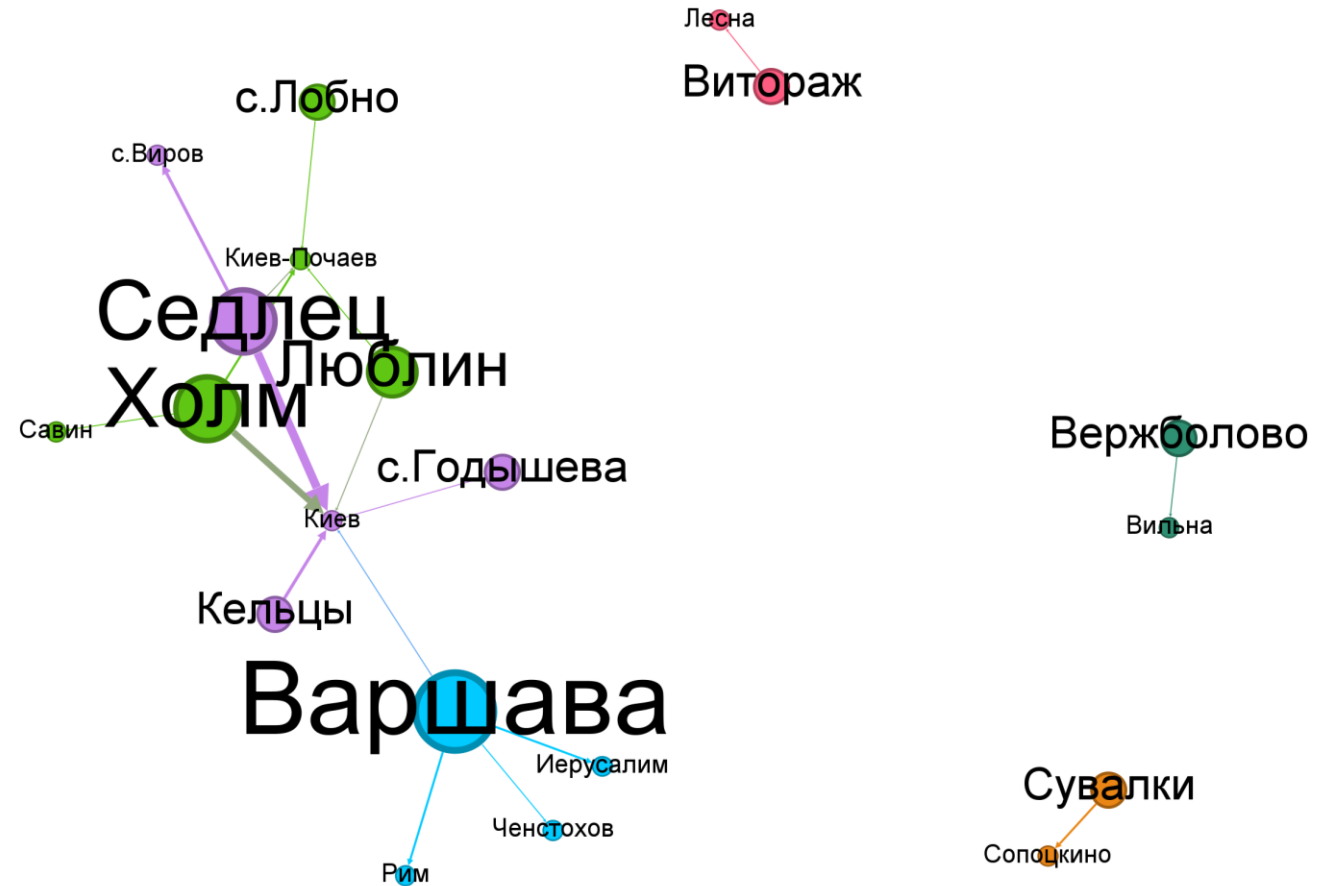 Лесна
Витораж
с.Лобно
с.Виров
Киев-Почаев
Седлец
Люблин
Холм
Савин
Вержболово
с.Годышева
Киев
Вильна
Кельцы
Варшава
Иерусалим
Сувалки
Ченстохов
Сопоцкино
Рим